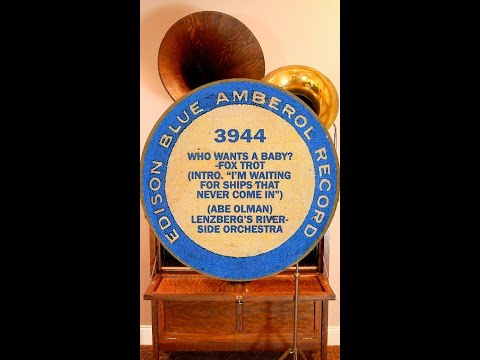 EDISON BLUE AMBEROL RECORD
3944
WHO WANTS A BABY?
-FOX TROT
(INTRO. "I'M WAITING
FOR SHIPS THAT
NEVER COME IN")
(ABE OLMAN)
LENZBERG'S RIVER-
SIDE ORCHESTRA